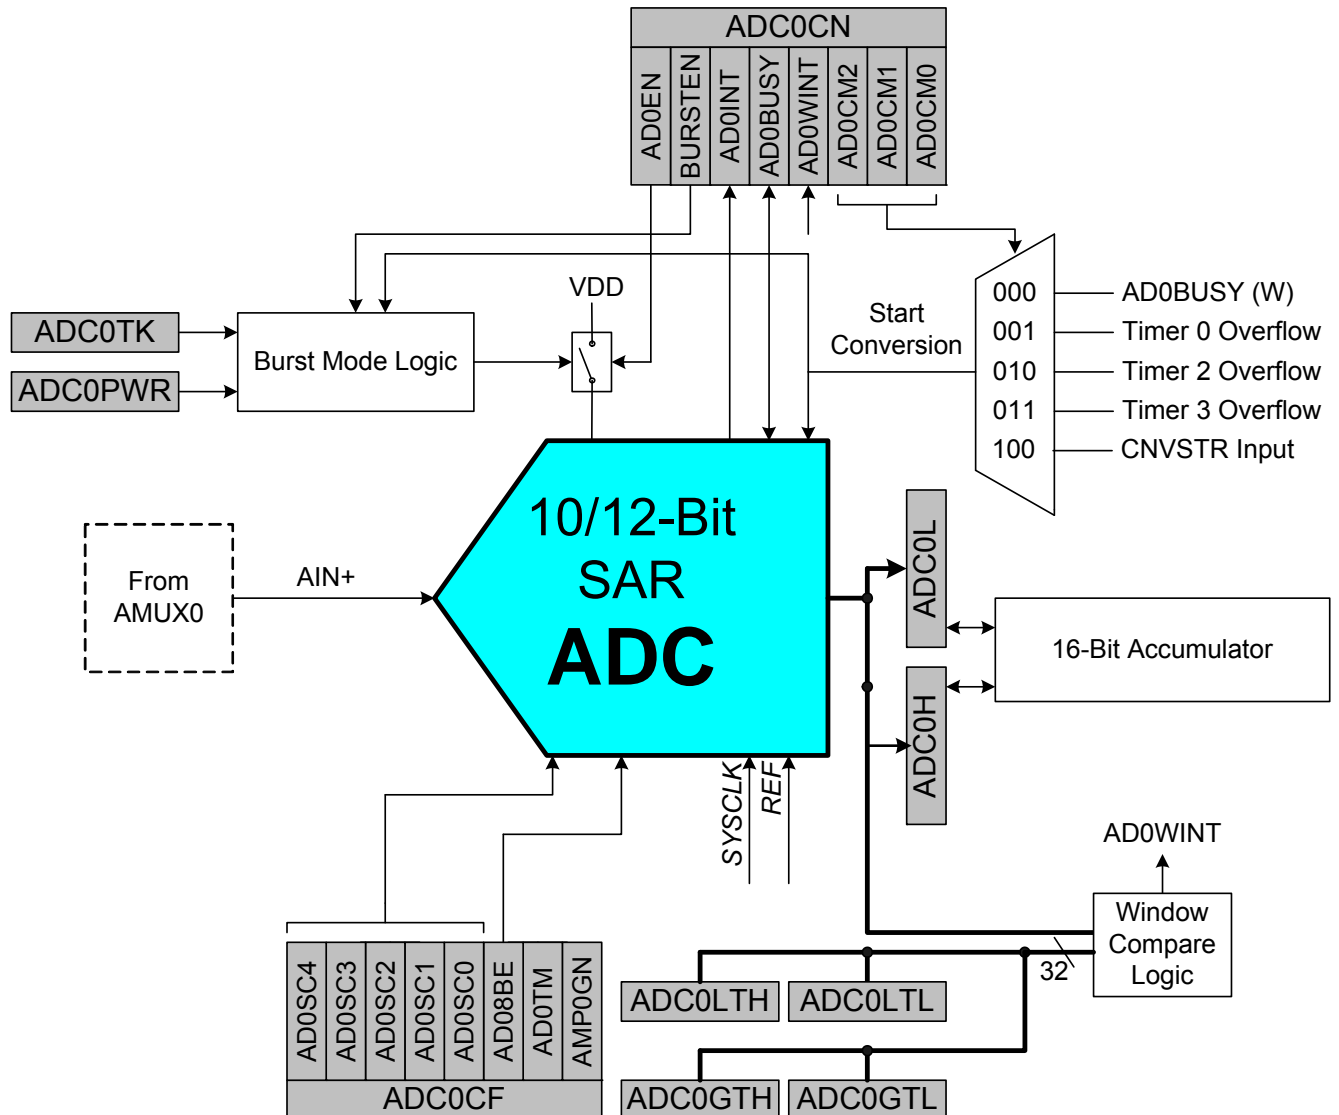 ADC0CN
AD0EN
BURSTEN
AD0INT
AD0BUSY
AD0WINT
AD0CM2
AD0CM1
AD0CM0
VDD
ADC0TK
ADC0PWR
Burst Mode Logic
Start
Conversion
000
001
010
011
100
AD0BUSY (W)
Timer 0 Overflow
Timer 2 Overflow
Timer 3 Overflow
CNVSTR Input
From
AMUX0
AIN+
10/12-Bit
SAR
ADC
ADC0L
ADC0H
16-Bit Accumulator
SYSCLK
REF
AD0WINT
Window
Compare
Logic
32
AD0SC4
AD0SC3
AD0SC2
AD0SC1
AD0SC0
AD08BE
AD0TM
AMP0GN
ADC0CF
ADC0LTH
ADC0LTL
ADC0GTH
ADC0GTL